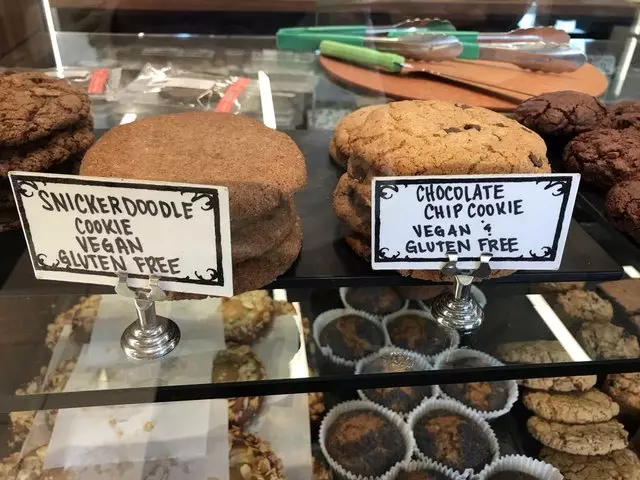 SNICKERDOODLE
COOKIE
VEGAN
GLUTEN FREE
CHOCOLATE
CHIP COOKIE
VEGAN &
GLUTEN FREE